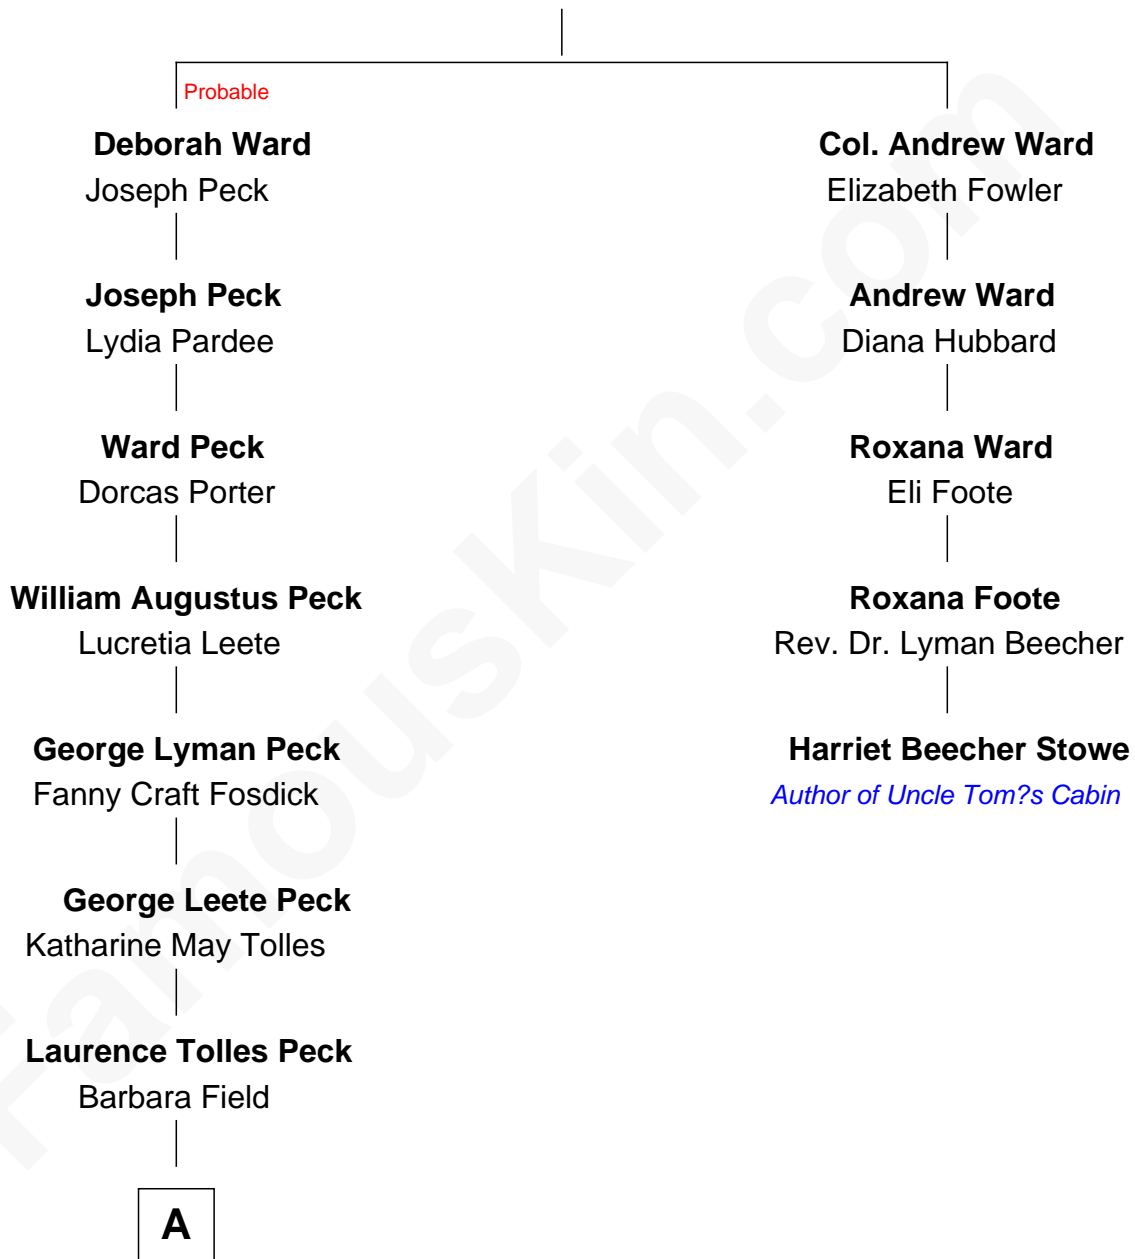 Probable
Deborah Ward
Joseph Peck
Joseph Peck
Lydia Pardee
Ward Peck
Dorcas Porter
William Augustus Peck
Lucretia Leete
George Lyman Peck
Fanny Craft Fosdick
George Leete Peck
Katharine May Tolles
Laurence Tolles Peck
Barbara Field
A
Col. Andrew Ward
Elizabeth Fowler
Andrew Ward
Diana Hubbard
Roxana Ward
Eli Foote
Roxana Foote
Rev. Dr. Lyman Beecher
Harriet Beecher Stowe
Author of Uncle Tom?s Cabin
FamousKin.com